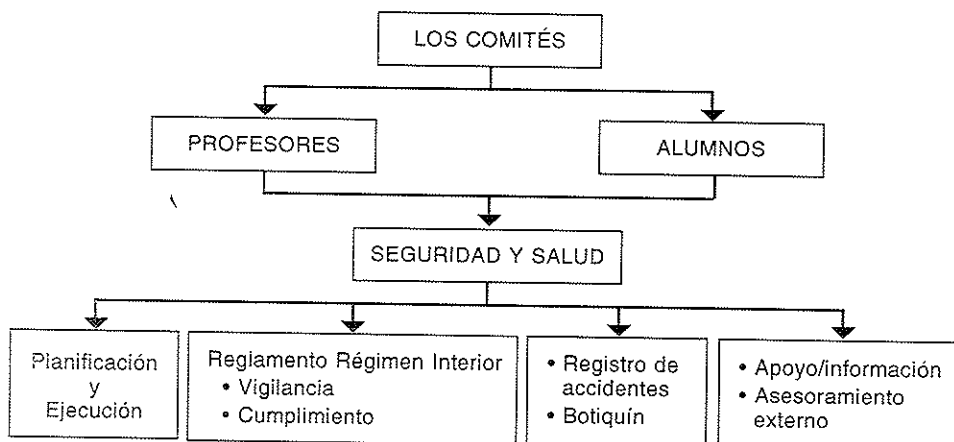 LOS COMITÉS
PROFESORES
ALUMNOS
SEGURIDAD Y SALUD
Planificación
y
Ejecución
Reglamento Régimen Interior
• Vigilancia
• Cumplimiento
• Registro de
accidentes
• Botiquín
• Apoyo/información
• Asesoramiento
externo